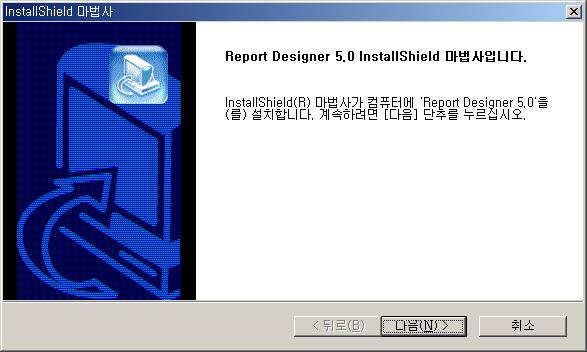 InstallShield 마법사
Report Designer 5.0 InstallShield 마법사입니다.
InstallShield(R) 마법사가 컴퓨터에 'Report Designer 5.0'을
(를) 설치합니다. 계속하려면 [다음] 단추를 누르십시오.
< 뒤로(B) 다음(N) > 취소